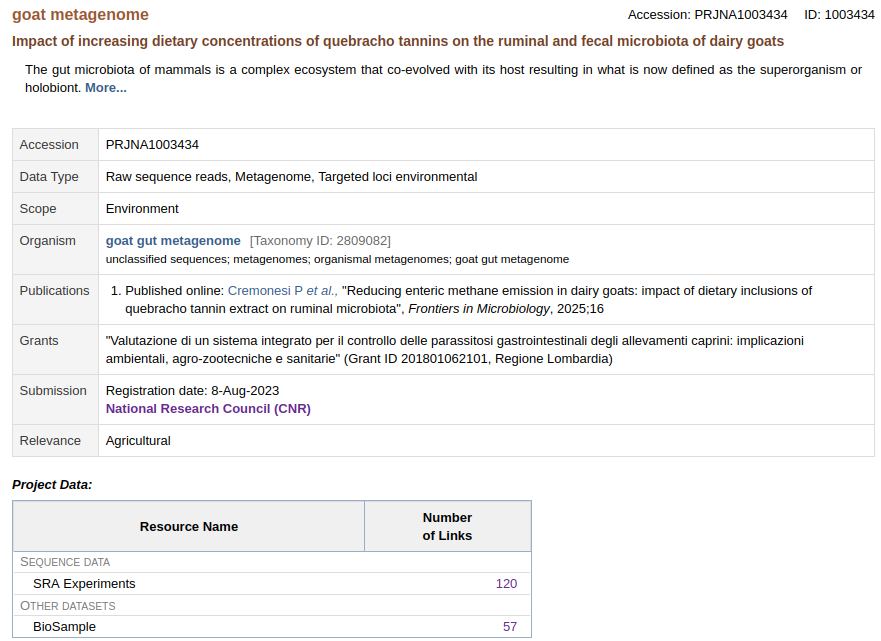 goat metagenome Accession: PRJNA1003434 ID: 1003434
Impact of increasing dietary concentrations of quebracho tannins on the ruminal and fecal microbiota of dairy goats
The gut microbiota of mammals is a complex ecosystem that co-evolved with its host resulting in what is now defined as the superorganism or
holobiont. More...
Accession PRJNA1003434
Data Type Raw sequence reads, Metagenome, Targeted loci environmental
Scope Environment
Organism goat gut metagenome [Taxonomy ID: 2809082]
unclassified sequences; metagenomes; organismal metagenomes; goat gut metagenome
Publications 1. Published online: Cremonesi P et al., "Reducing enteric methane emission in dairy goats: impact of dietary inclusions of
quebracho tannin extract on ruminal microbiota", Frontiers in Microbiology, 2025;16
Grants "Valutazione di un sistema integrato per il controllo delle parassitosi gastrointestinali degli allevamenti caprini: implicazioni
ambientali, agro-zootecniche e sanitarie" (Grant ID 201801062101, Regione Lombardia)
Submission Registration date: 8-Aug-2023
National Research Council (CNR)
Relevance Agricultural
Project Data:
Resource Name Number
of Links
SEQUENCE DATA
SRA Experiments 120
OTHER DATASETS
BioSample 57